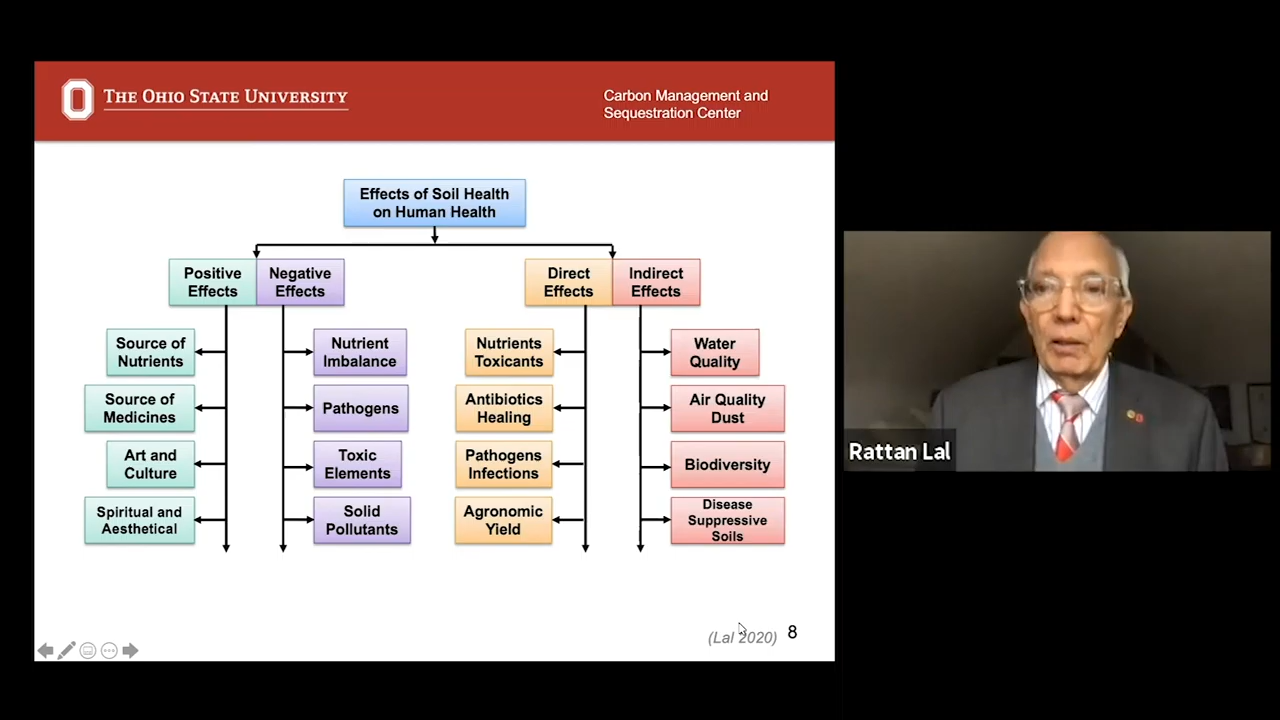 O
THE OHIO STATE UNIVERSITY
Carbon Management and
Sequestration Center
Effects of Soil Health
on Human Health
Positive
Effects
Negative
Effects
Direct
Effects
Indirect
Effects
Source of
Nutrients
Source of
Medicines
Art and
Culture
Spiritual and
Aesthetical
Nutrient
Imbalance
Pathogens
Toxic
Elements
Solid
Pollutants
Nutrients
Toxicants
Antibiotics
Healing
Pathogens
Infections
Agronomic
Yield
Water
Quality
Air Quality
Dust
Biodiversity
Disease
Suppressive
Soils
(Lal 2020)
8
Rattan Lal